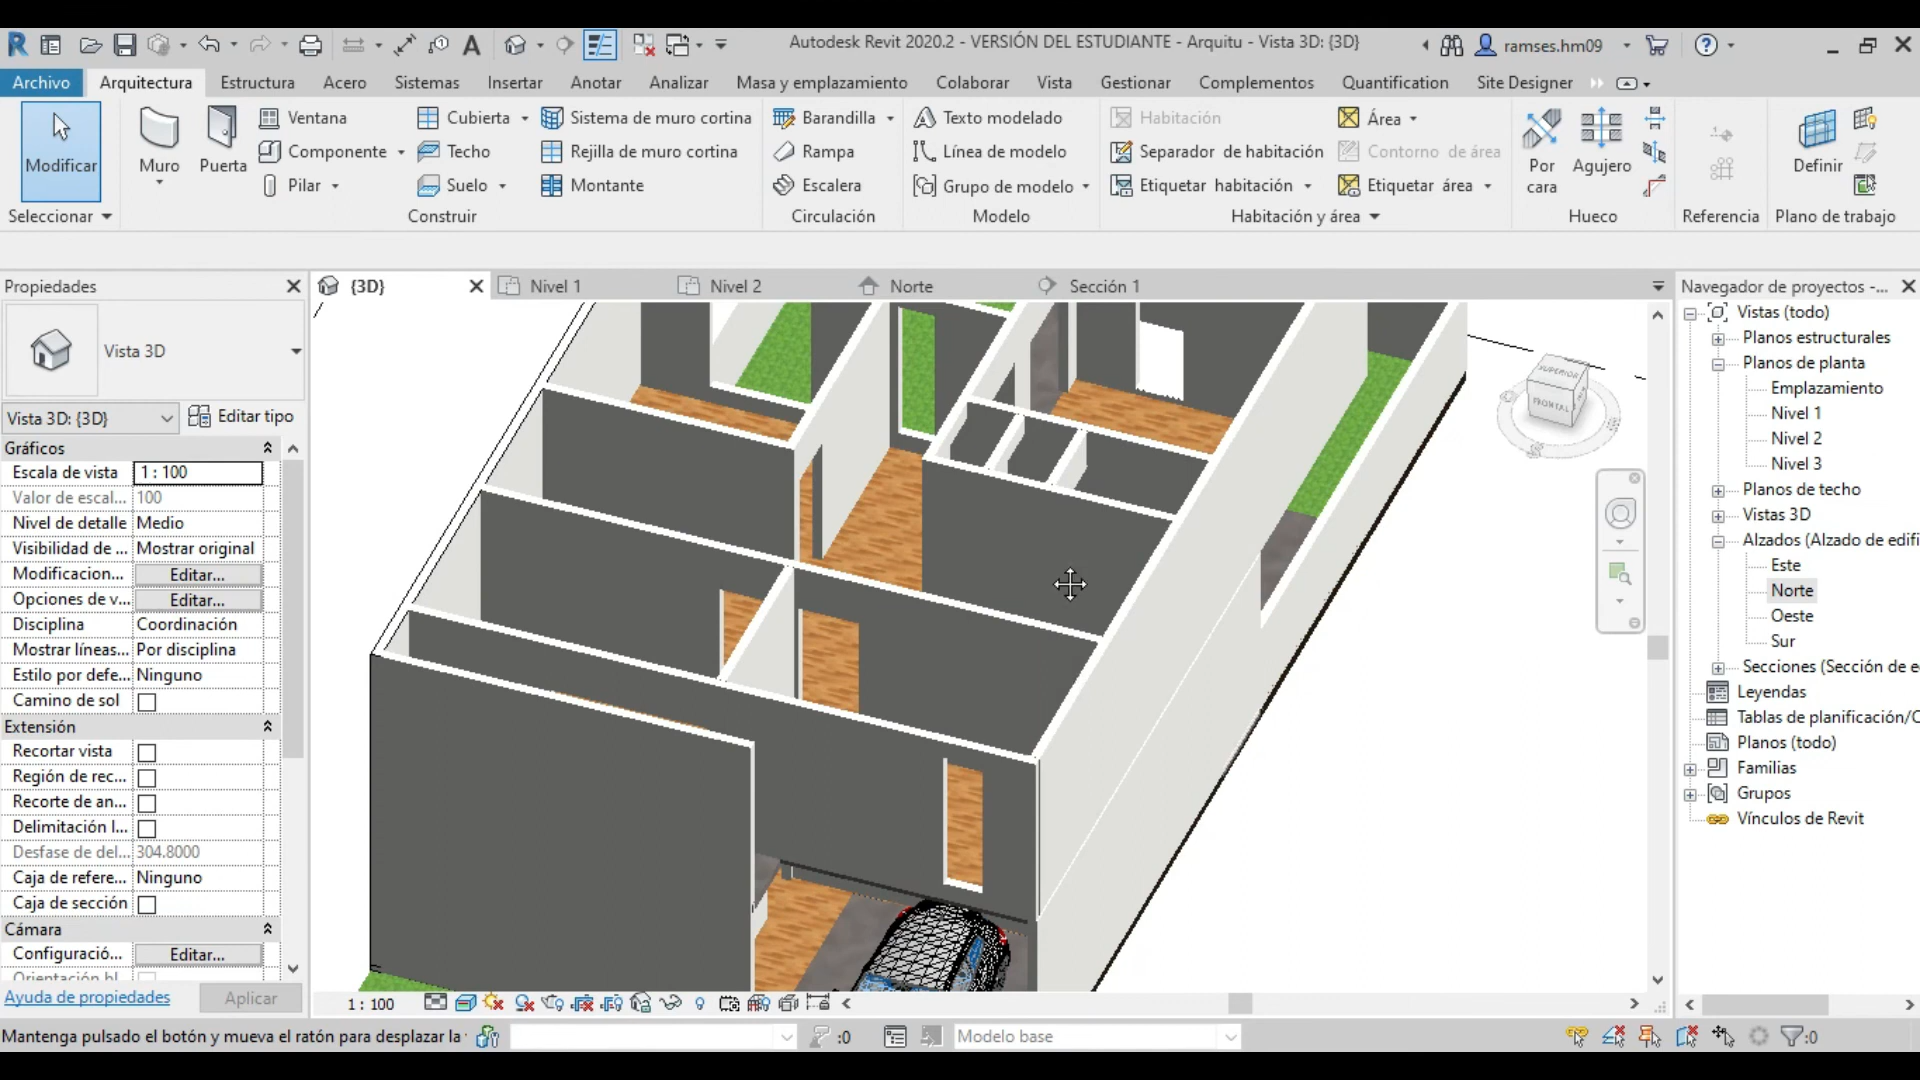 Autodesk Revit 2020.2 - VERSIÓN DEL ESTUDIANTE - Arquitu - Vista 3D: {3D}
ramses.hm09
Archivo Arquitectura Estructura Acero Sistemas Insertar Anotar Analizar Masa y emplazamiento Colaborar Vista Gestionar Complementos Quantification Site Designer
Modificar
Muro
Puerta
Ventana
Componente
Pilar
Cubierta
Techo
Suelo
Sistema de muro cortina
Rejilla de muro cortina
Montante
Barandilla
Rampa
Escalera
Texto modelado
Línea de modelo
Grupo de modelo
Habitación
Separador de habitación
Etiquetar habitación
Área
Contorno de área
Etiquetar área
Por cara
Agujero
Definir
Seleccionar Construir Circulación Modelo Habitación y área Hueco Referencia Plano de trabajo
Propiedades
{3D} Nivel 1 Nivel 2 Norte Sección 1
Navegador de proyectos -...
Vista 3D
Vista 3D: {3D} Editar tipo
Gráficos
Escala de vista 1 : 100
Valor de escal... 100
Nivel de detalle Medio
Visibilidad de ... Mostrar original
Modificacion... Editar...
Opciones de v... Editar...
Disciplina Coordinación
Mostrar líneas... Por disciplina
Estilo por defe... Ninguno
Camino de sol
Extensión
Recortar vista
Región de rec...
Recorte de an...
Delimitación l...
Desfase de del... 304.8000
Caja de refere... Ninguno
Caja de sección
Cámara
Configuració... Editar...
Ayuda de propiedades Aplicar
SUPERIOR
FRONTAL
Vistas (todo)
Planos estructurales
Planos de planta
Emplazamiento
Nivel 1
Nivel 2
Nivel 3
Planos de techo
Vistas 3D
Alzados (Alzado de edifi
Este
Norte
Oeste
Sur
Secciones (Sección de e
Leyendas
Tablas de planificación/C
Planos (todo)
Familias
Grupos
Vínculos de Revit
1 : 100
Mantenga pulsado el botón y mueva el ratón para desplazar la
:0
Modelo base
:0